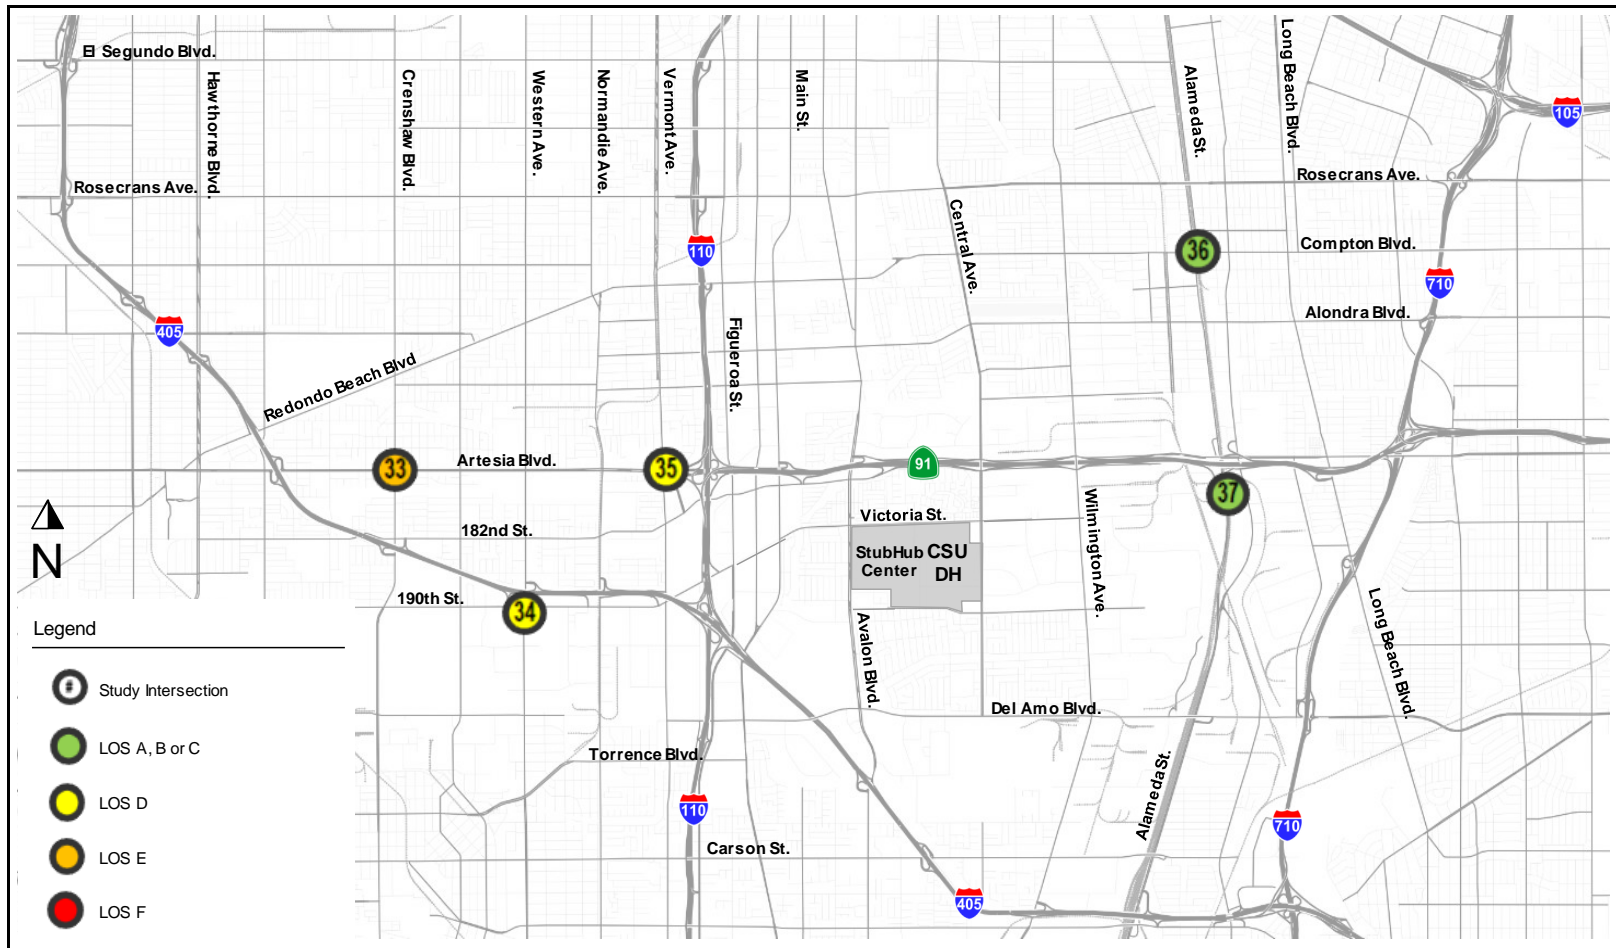 El Segundo Blvd.
Hawthorne Blvd.
Crenshaw Blvd.
Western Ave.
Normandie Ave.
Vermont Ave.
Main St.
Alameda St.
Long Beach Blvd.
105
Rosecrans Ave.
Rosecrans Ave.
Central Ave.
110
36
Compton Blvd.
710
Alondra Blvd.
405
Figueroa St.
Redondo Beach Blvd
33
Artesia Blvd.
35
91
37
Wilmington Ave.
182nd St.
Victoria St.
StubHub
Center
CSU
DH
N
190th St.
34
Avalon Blvd.
Long Beach Blvd.
Del Amo Blvd.
Torrence Blvd.
Alameda St.
110
710
Carson St.
405
Legend
#
Study Intersection
LOS A, B or C
LOS D
LOS E
LOS F